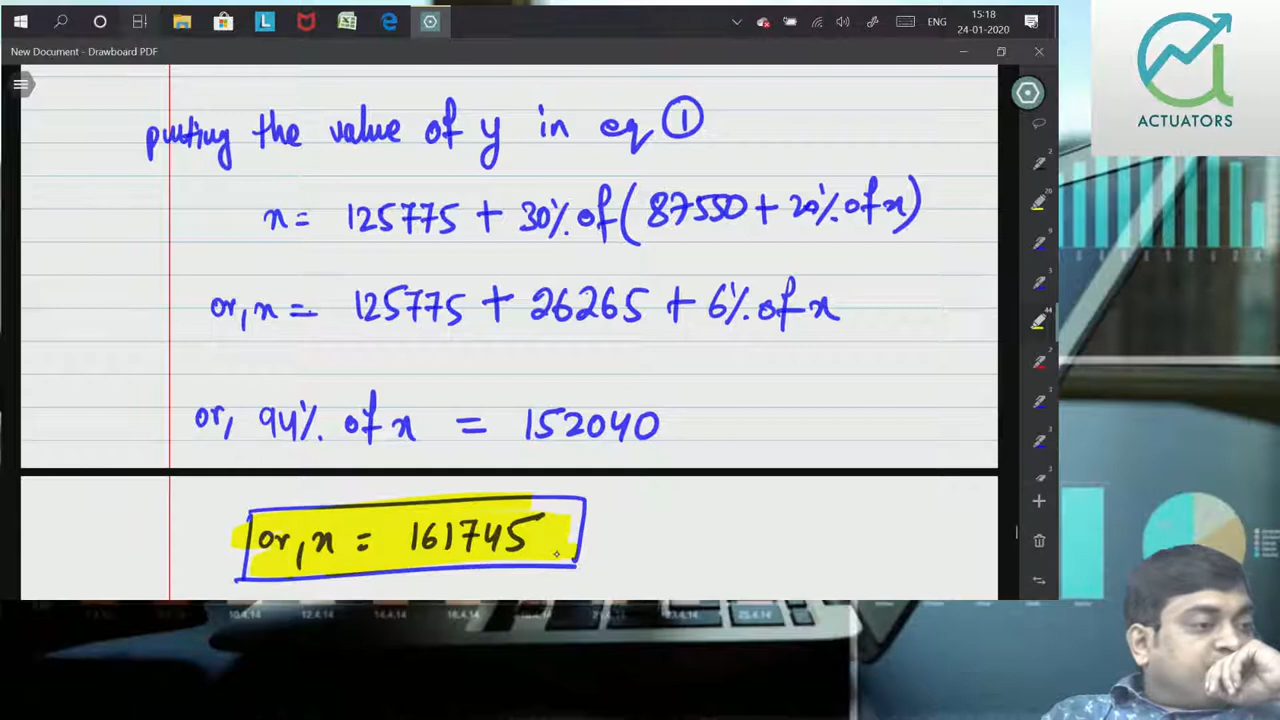 15:18
ENG
24-01-2020
New Document - Drawboard PDF
ACTUATORS
putting the value of y in eq ①
x = 125775 + 30% of (87550 + 20% of x)
or, x = 125775 + 26265 + 6% of x
or, 94% of x = 152040
or, x = 161745